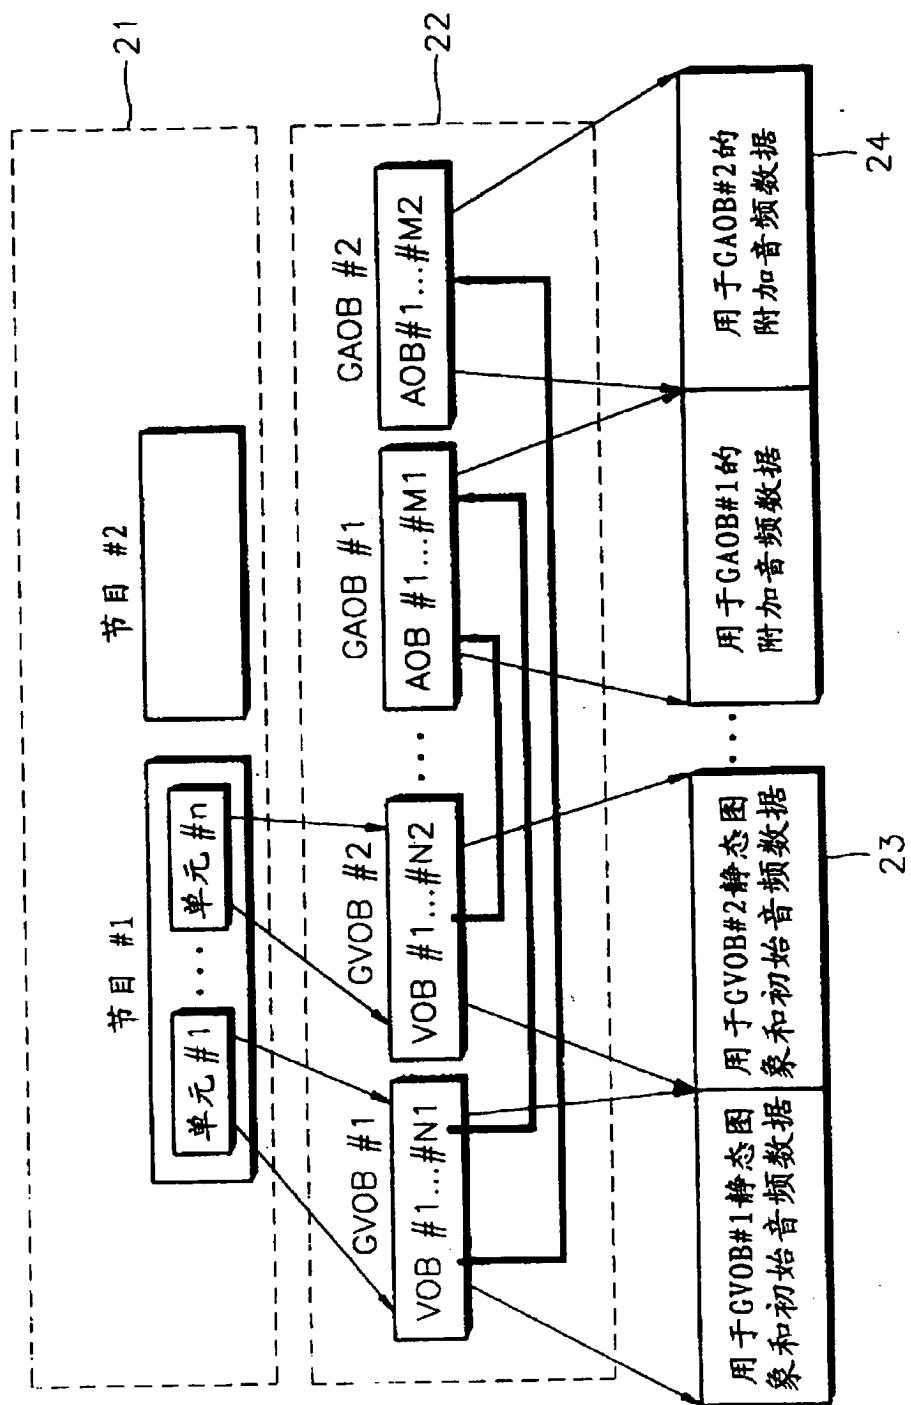 21
节目 #1
节目 #2
单元 #1
...
单元 #n
22
GVOB #1
GVOB #2
GAOB #1
GAOB #2
VOB #1...#N1
VOB #1...#N2
...
AOB #1...#M1
AOB#1...#M2
用于GVOB#1静态图
象和初始音频数据
用于GVOB#2静态图
象和初始音频数据
...
用于GAOB#1的
附加音频数据
用于GAOB#2的
附加音频数据
23
24